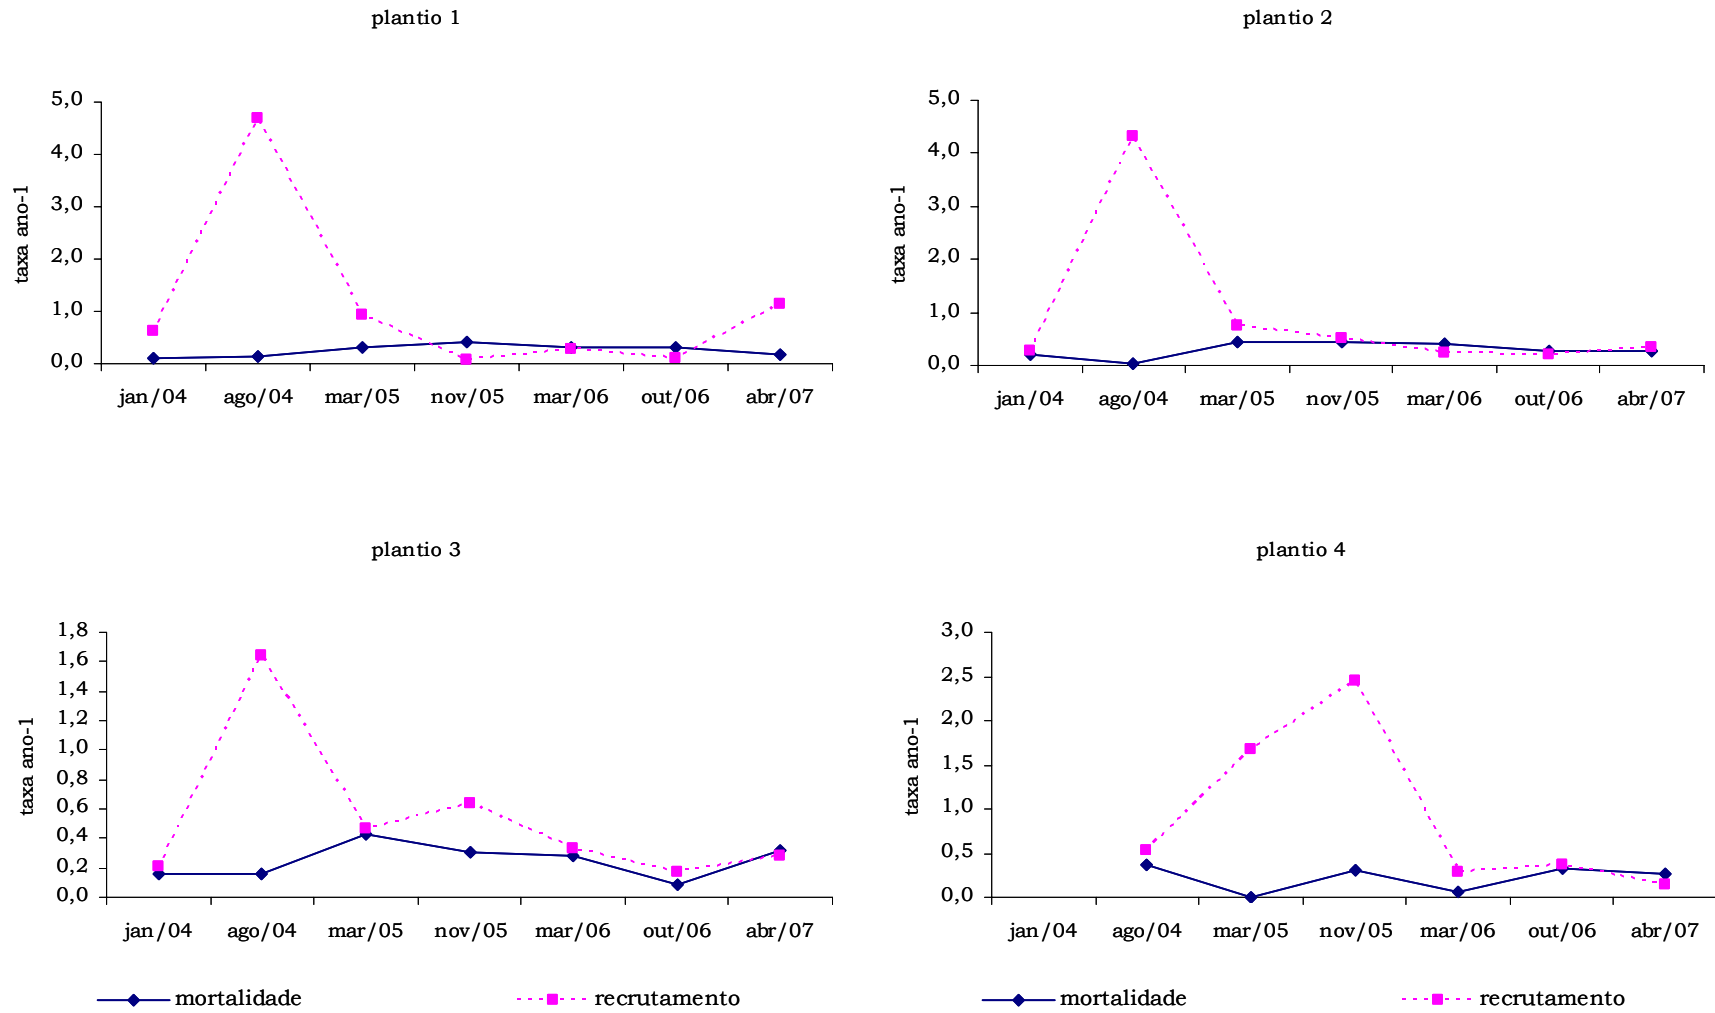 plantio 1
taxa ano-1
5,0
4,0
3,0
2,0
1,0
0,0
jan/04 ago/04 mar/05 nov/05 mar/06 out/06 abr/07
plantio 2
taxa ano-1
5,0
4,0
3,0
2,0
1,0
0,0
jan/04 ago/04 mar/05 nov/05 mar/06 out/06 abr/07
plantio 3
taxa ano-1
1,8
1,6
1,4
1,2
1,0
0,8
0,6
0,4
0,2
0,0
jan/04 ago/04 mar/05 nov/05 mar/06 out/06 abr/07
mortalidade recrutamento
plantio 4
taxa ano-1
3,0
2,5
2,0
1,5
1,0
0,5
0,0
jan/04 ago/04 mar/05 nov/05 mar/06 out/06 abr/07
mortalidade recrutamento